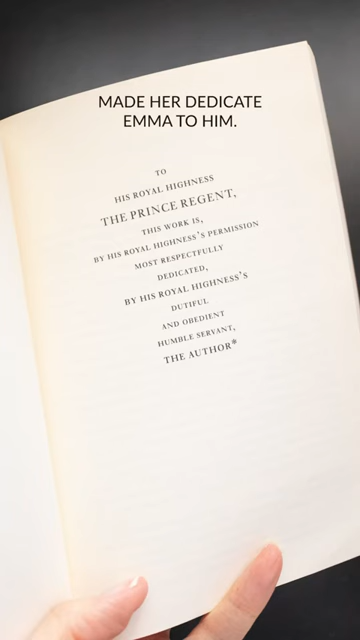 MADE HER DEDICATE
EMMA TO HIM.
TO
HIS ROYAL HIGHNESS
THE PRINCE REGENT,
THIS WORK IS,
BY HIS ROYAL HIGHNESS'S PERMISSION
MOST RESPECTFULLY
DEDICATED,
BY HIS ROYAL HIGHNESS'S
DUTIFUL
AND OBEDIENT
HUMBLE SERVANT,
THE AUTHOR*